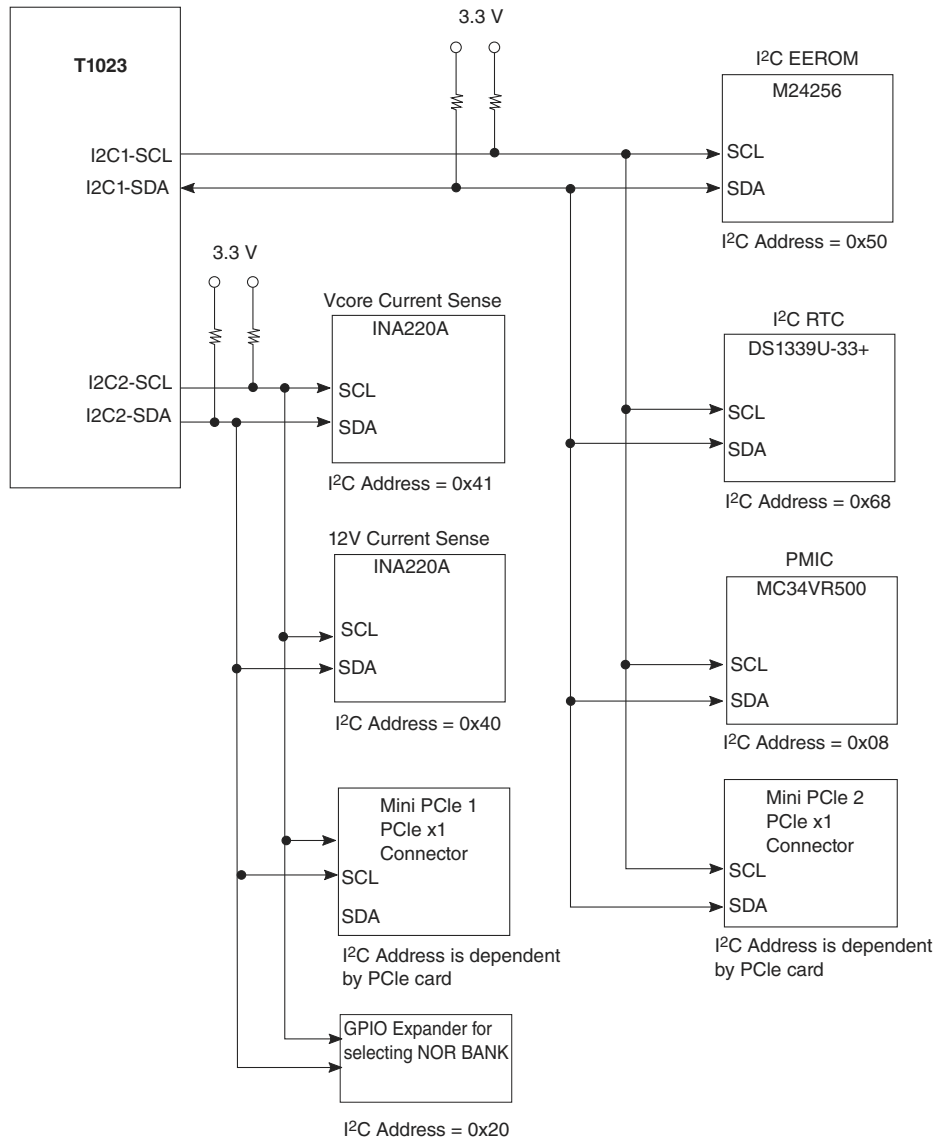 T1023
I2C1-SCL
I2C1-SDA
I2C2-SCL
I2C2-SDA
3.3 V
3.3 V
I²C EEROM
M24256
SCL
SDA
I²C Address = 0x50
Vcore Current Sense
INA220A
SCL
SDA
I²C Address = 0x41
I²C RTC
DS1339U-33+
SCL
SDA
I²C Address = 0x68
12V Current Sense
INA220A
SCL
SDA
I²C Address = 0x40
PMIC
MC34VR500
SCL
SDA
I²C Address = 0x08
Mini PCIe 1
PCIe x1
Connector
SCL
SDA
I²C Address is dependent
by PCIe card
Mini PCIe 2
PCIe x1
Connector
SCL
SDA
I²C Address is dependent
by PCIe card
GPIO Expander for
selecting NOR BANK
I²C Address = 0x20